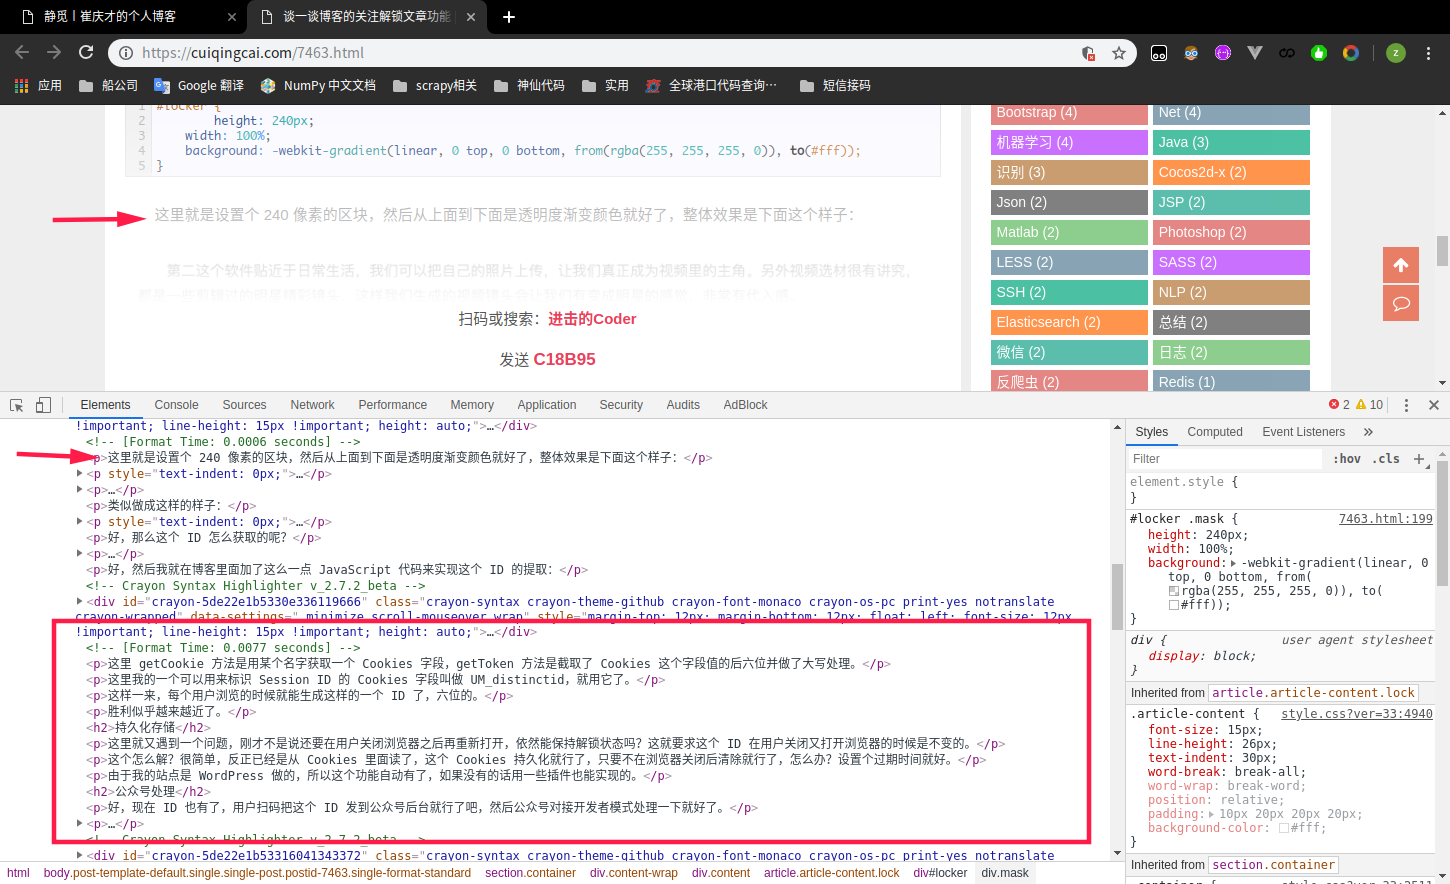 静觅丨崔庆才的个人博客
谈一谈博客的关注解锁文章功能
https://cuiqingcai.com/7463.html
z
应用 船公司 Google 翻译 NumPy 中文文档 scrapy相关 神仙代码 实用 全球港口代码查询… 短信接码
1 #locker {
2 height: 240px;
3 width: 100%;
4 background: -webkit-gradient(linear, 0 top, 0 bottom, from(rgba(255, 255, 255, 0)), to(#fff));
5 }
这里就是设置个 240 像素的区块，然后从上面到下面是透明度渐变颜色就好了，整体效果是下面这个样子：
第二这个软件贴近于日常生活，我们可以把自己的照片上传，让我们真正成为视频里的主角。另外视频选材很有讲究，
扫码或搜索：进击的Coder
发送 C18B95
Bootstrap (4) Net (4)
机器学习 (4) Java (3)
识别 (3) Cocos2d-x (2)
Json (2) JSP (2)
Matlab (2) Photoshop (2)
LESS (2) SASS (2)
SSH (2) NLP (2)
Elasticsearch (2) 总结 (2)
微信 (2) 日志 (2)
反爬虫 (2) Redis (1)
Elements Console Sources Network Performance Memory Application Security Audits AdBlock 2 10
!important; line-height: 15px !important; height: auto;">…</div>
<!-- [Format Time: 0.0006 seconds] -->
<p>这里就是设置个 240 像素的区块，然后从上面到下面是透明度渐变颜色就好了，整体效果是下面这个样子：</p>
<p style="text-indent: 0px;">…</p>
<p>…</p>
<p>类似做成这样的样子：</p>
<p style="text-indent: 0px;">…</p>
<p>好，那么这个 ID 怎么获取的呢？</p>
<p>…</p>
<p>好，然后我就在博客里面加了这么一点 JavaScript 代码来实现这个 ID 的提取：</p>
<!-- Crayon Syntax Highlighter v_2.7.2_beta -->
<div id="crayon-5de22e1b5330e336119666" class="crayon-syntax crayon-theme-github crayon-font-monaco crayon-os-pc print-yes notranslate
crayon-wrapped" data-settings=" minimize scroll-mouseover wrap" style="margin-top: 12px; margin-bottom: 12px; float: left; font-size: 12px
!important; line-height: 15px !important; height: auto;">…</div>
<!-- [Format Time: 0.0077 seconds] -->
<p>这里 getCookie 方法是用某个名字获取一个 Cookies 字段，getToken 方法是截取了 Cookies 这个字段值的后六位并做了大写处理。</p>
<p>这里我的一个可以用来标识 Session ID 的 Cookies 字段叫做 UM_distinctid，就用它了。</p>
<p>这样一来，每个用户浏览的时候就能生成这样的一个 ID 了，六位的。</p>
<p>胜利似乎越来越近了。</p>
<h2>持久化存储</h2>
<p>这里就又遇到一个问题，刚才不是说还要在用户关闭浏览器之后再重新打开，依然能保持解锁状态吗？这就要求这个 ID 在用户关闭又打开浏览器的时候是不变的。</p>
<p>这个怎么解？很简单，反正已经是从 Cookies 里面读了，这个 Cookies 持久化就行了，只要不在浏览器关闭后清除就行了，怎么办？设置个过期时间就好。</p>
<p>由于我的站点是 WordPress 做的，所以这个功能自动有了，如果没有的话用一些插件也能实现的。</p>
<h2>公众号处理</h2>
<p>好，现在 ID 也有了，用户扫码把这个 ID 发到公众号后台就行了吧，然后公众号对接开发者模式处理一下就好了。</p>
<p>…</p>
<!-- Crayon Syntax Highlighter v_2.7.2_beta -->
<div id="crayon-5de22e1b53316041343372" class="crayon-syntax crayon-theme-github crayon-font-monaco crayon-os-pc print-yes notranslate
html body.post-template-default.single.single-post.postid-7463.single-format-standard section.container div.content-wrap div.content article.article-content.lock div#locker div.mask
Styles Computed Event Listeners »
Filter :hov .cls +
element.style {
}
#locker .mask { 7463.html:199
height: 240px;
width: 100%;
background: -webkit-gradient(linear, 0
top, 0 bottom, from(
rgba(255, 255, 255, 0)), to(
#fff));
}
div { user agent stylesheet
display: block;
}
Inherited from article.article-content.lock
.article-content { style.css?ver=33:4940
font-size: 15px;
line-height: 26px;
text-indent: 30px;
word-break: break-all;
word-wrap: break-word;
position: relative;
padding: 10px 20px 20px 20px;
background-color: #fff;
}
Inherited from section.container
.container { style.css?ver=33:2511